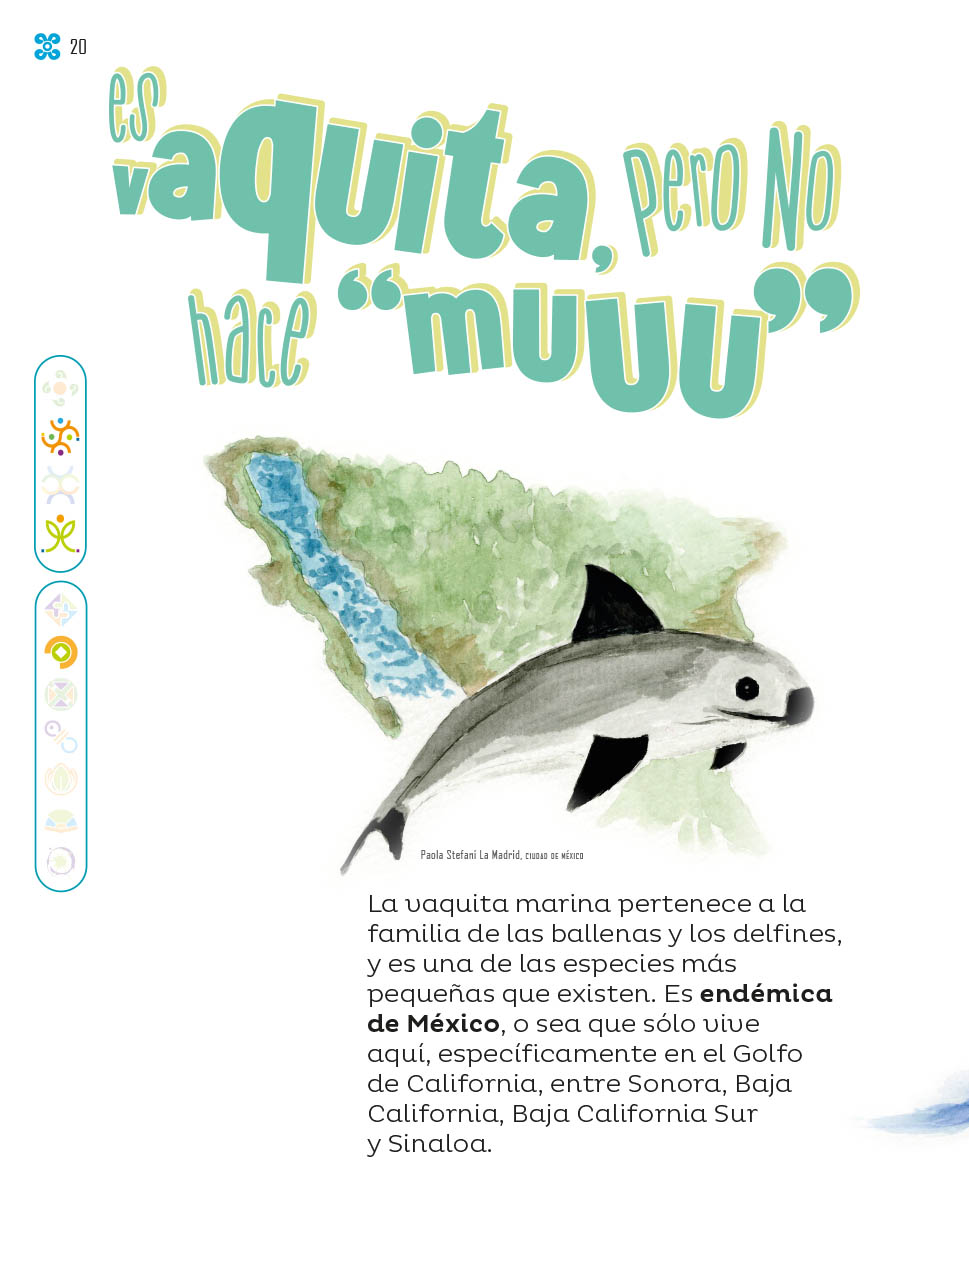 20
es
vaquita, pero No
hace “muuu”
Paola Stefani La Madrid, CIUDAD DE MÉXICO
La vaquita marina pertenece a la
familia de las ballenas y los delfines,
y es una de las especies más
pequeñas que existen. Es endémica
de México, o sea que sólo vive
aquí, específicamente en el Golfo
de California, entre Sonora, Baja
California, Baja California Sur
y Sinaloa.